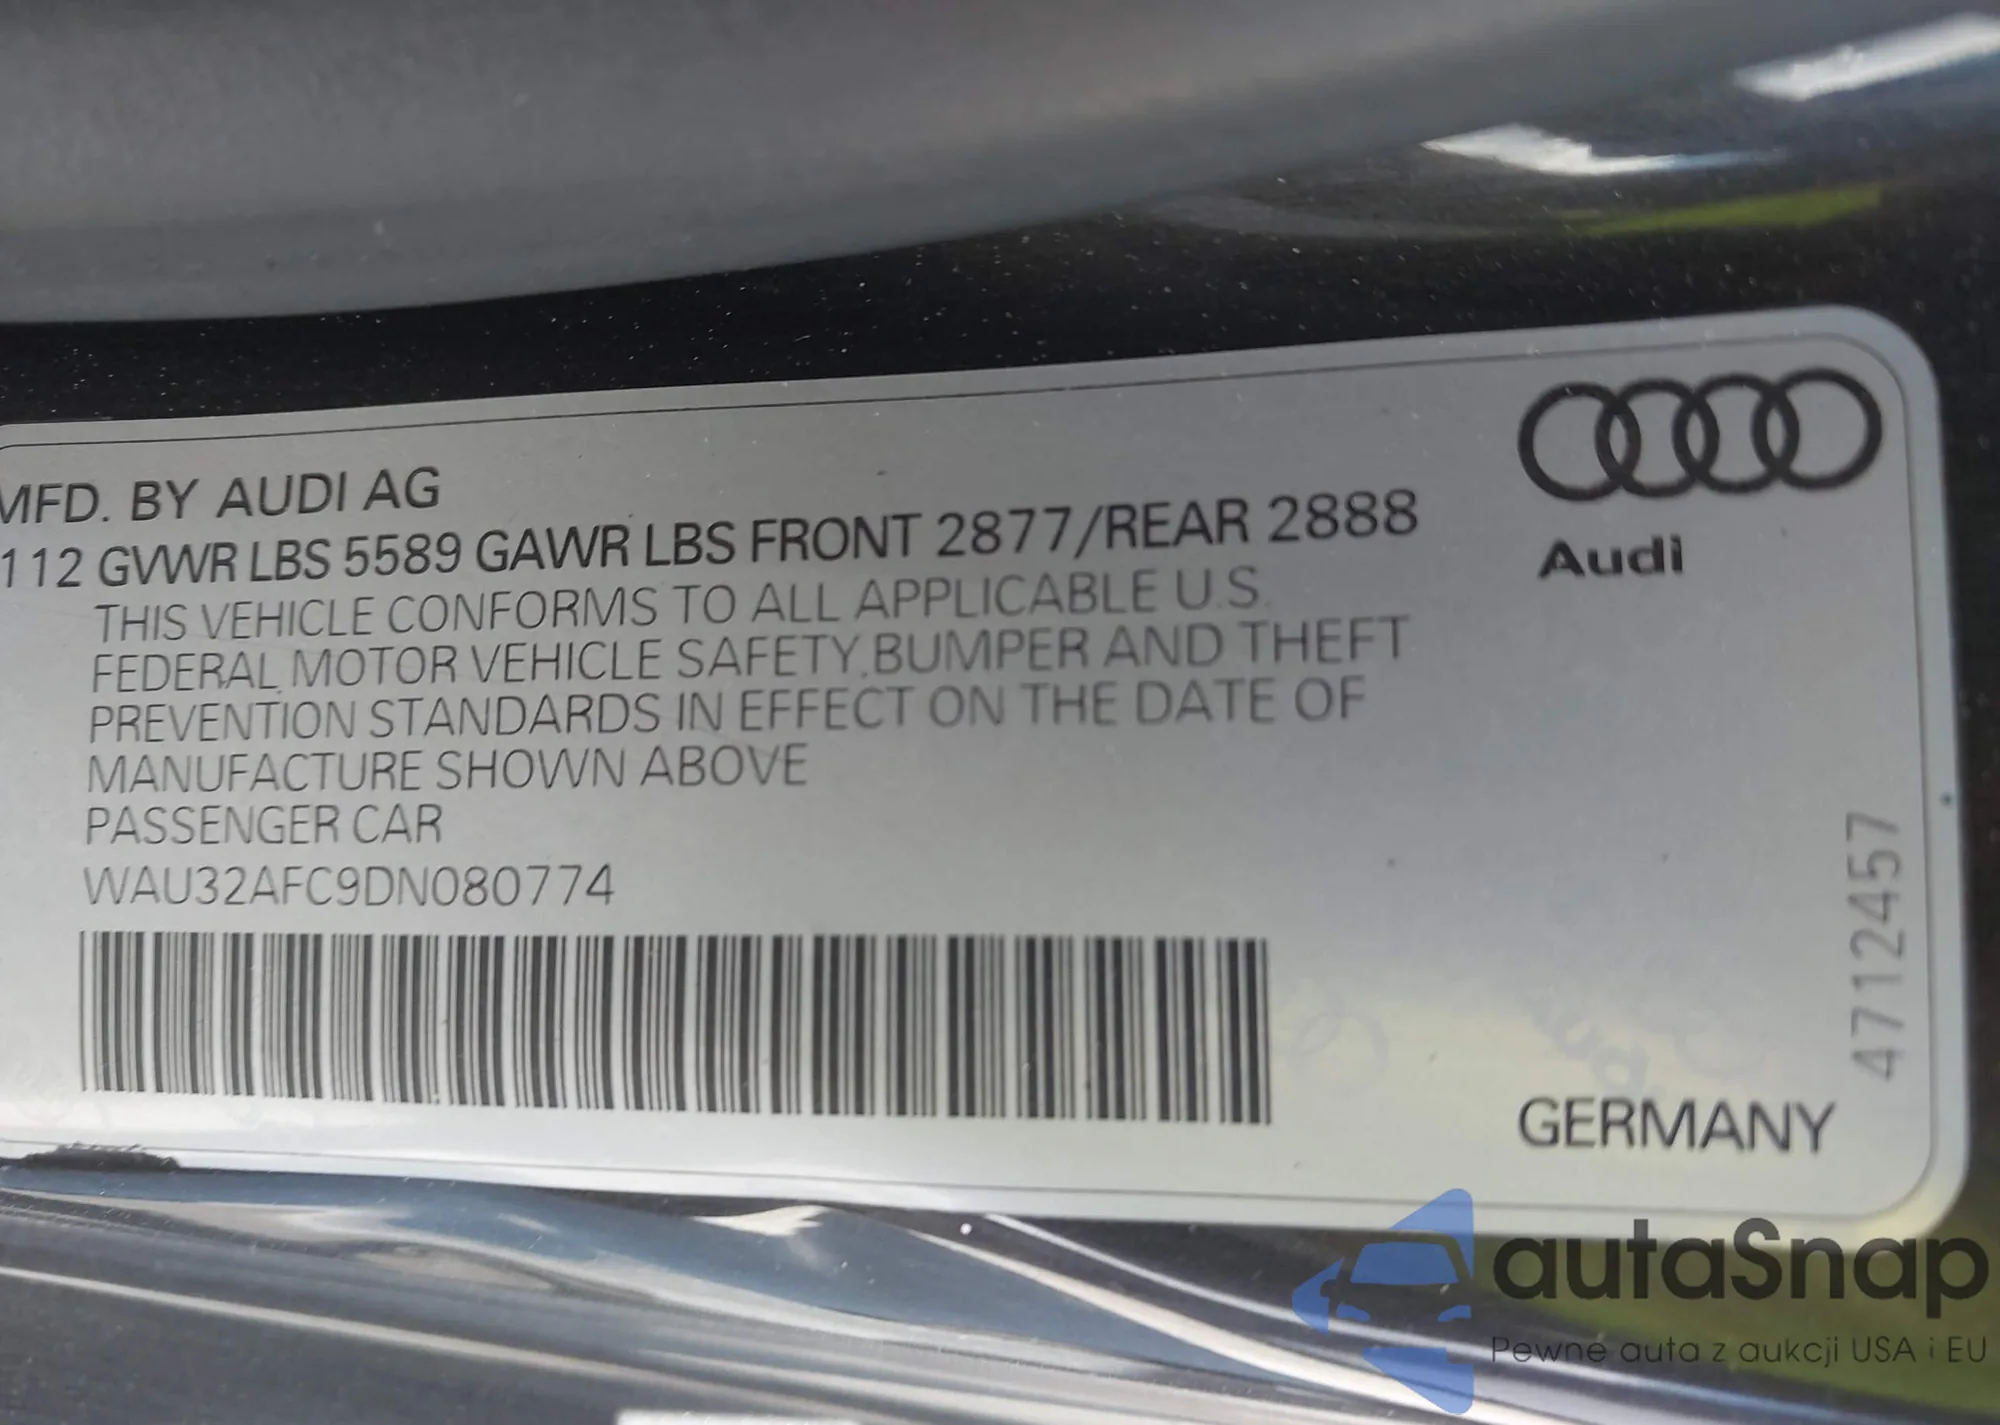 MFD. BY AUDI AG
112 GVWR LBS 5589 GAWR LBS FRONT 2877/REAR 2888
THIS VEHICLE CONFORMS TO ALL APPLICABLE U.S.
FEDERAL MOTOR VEHICLE SAFETY, BUMPER AND THEFT
PREVENTION STANDARDS IN EFFECT ON THE DATE OF
MANUFACTURE SHOWN ABOVE
PASSENGER CAR
WAU32AFC9DN080774
Audi
4712457
GERMANY
autaSnap
Pewne auta z aukcji USA i EU